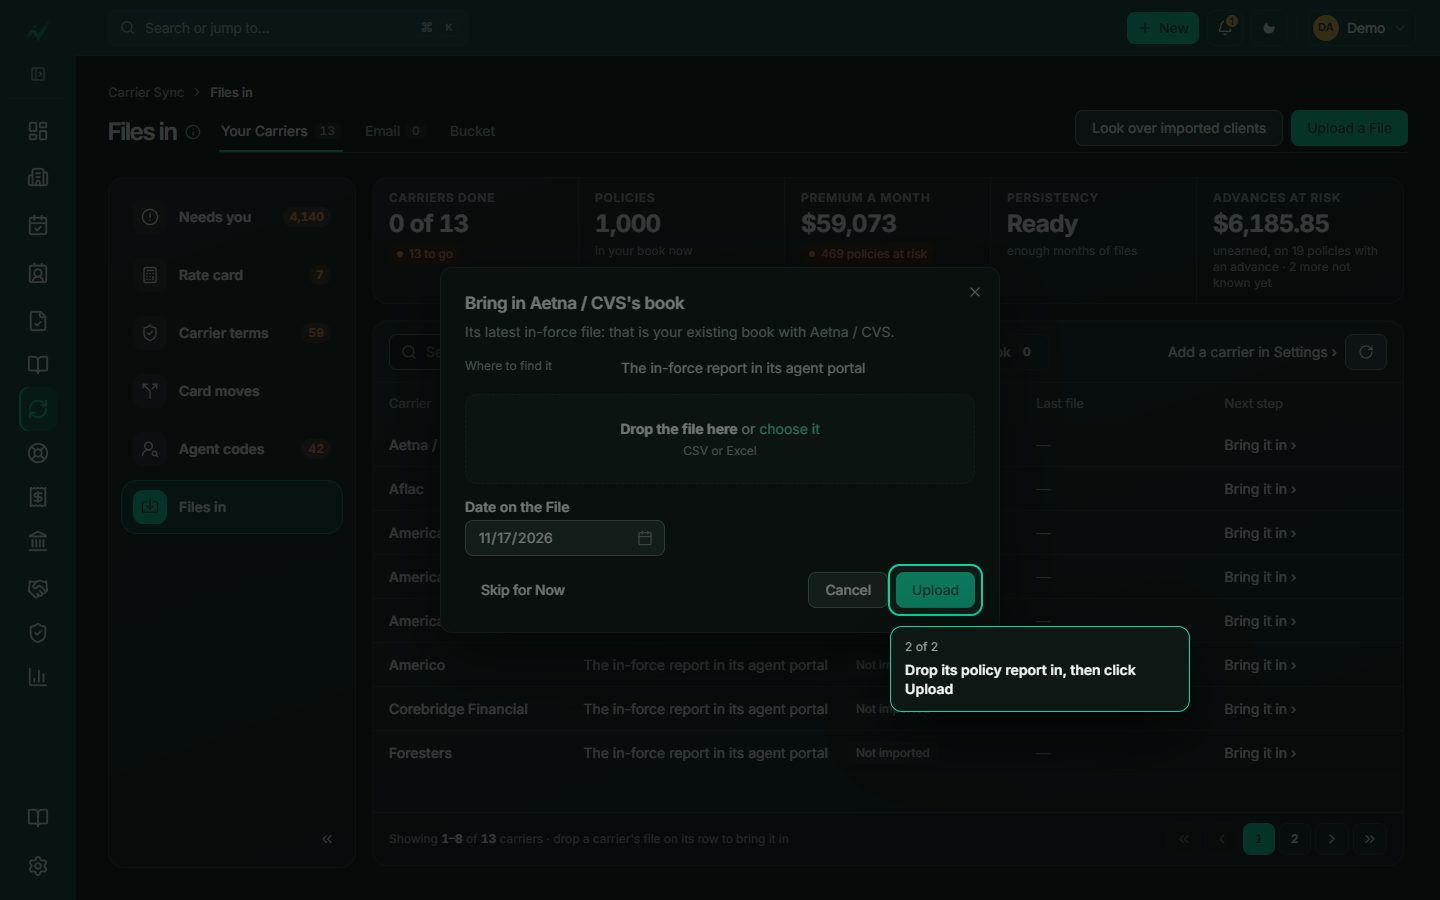 Search or jump to...
⌘ K
+ New
1
DA Demo
Carrier Sync > Files in
Files in
Your Carriers 13
Email 0
Bucket
Look over imported clients
Upload a File
Needs you 4,140
Rate card 7
Carrier terms 59
Card moves
Agent codes 42
Files in
CARRIERS DONE
0 of 13
13 to go
POLICIES
1,000
in your book now
PREMIUM A MONTH
$59,073
469 policies at risk
PERSISTENCY
Ready
enough months of files
ADVANCES AT RISK
$6,185.85
unearned, on 19 policies with
an advance · 2 more not
known yet
0
Add a carrier in Settings ›
Bring in Aetna / CVS's book
Its latest in-force file: that is your existing book with Aetna / CVS.
Where to find it
The in-force report in its agent portal
Drop the file here or choose it
CSV or Excel
Date on the File
11/17/2026
Skip for Now
Cancel
Upload
2 of 2
Drop its policy report in, then click
Upload
Carrier Last file Next step
Aetna / — Bring it in ›
Aflac — Bring it in ›
— Bring it in ›
— Bring it in ›
— Bring it in ›
Americo The in-force report in its agent portal Bring it in ›
Corebridge Financial The in-force report in its agent portal Bring it in ›
Foresters The in-force report in its agent portal Not imported — Bring it in ›
Showing 1–8 of 13 carriers · drop a carrier's file on its row to bring it in
« ‹ 1 2 › »